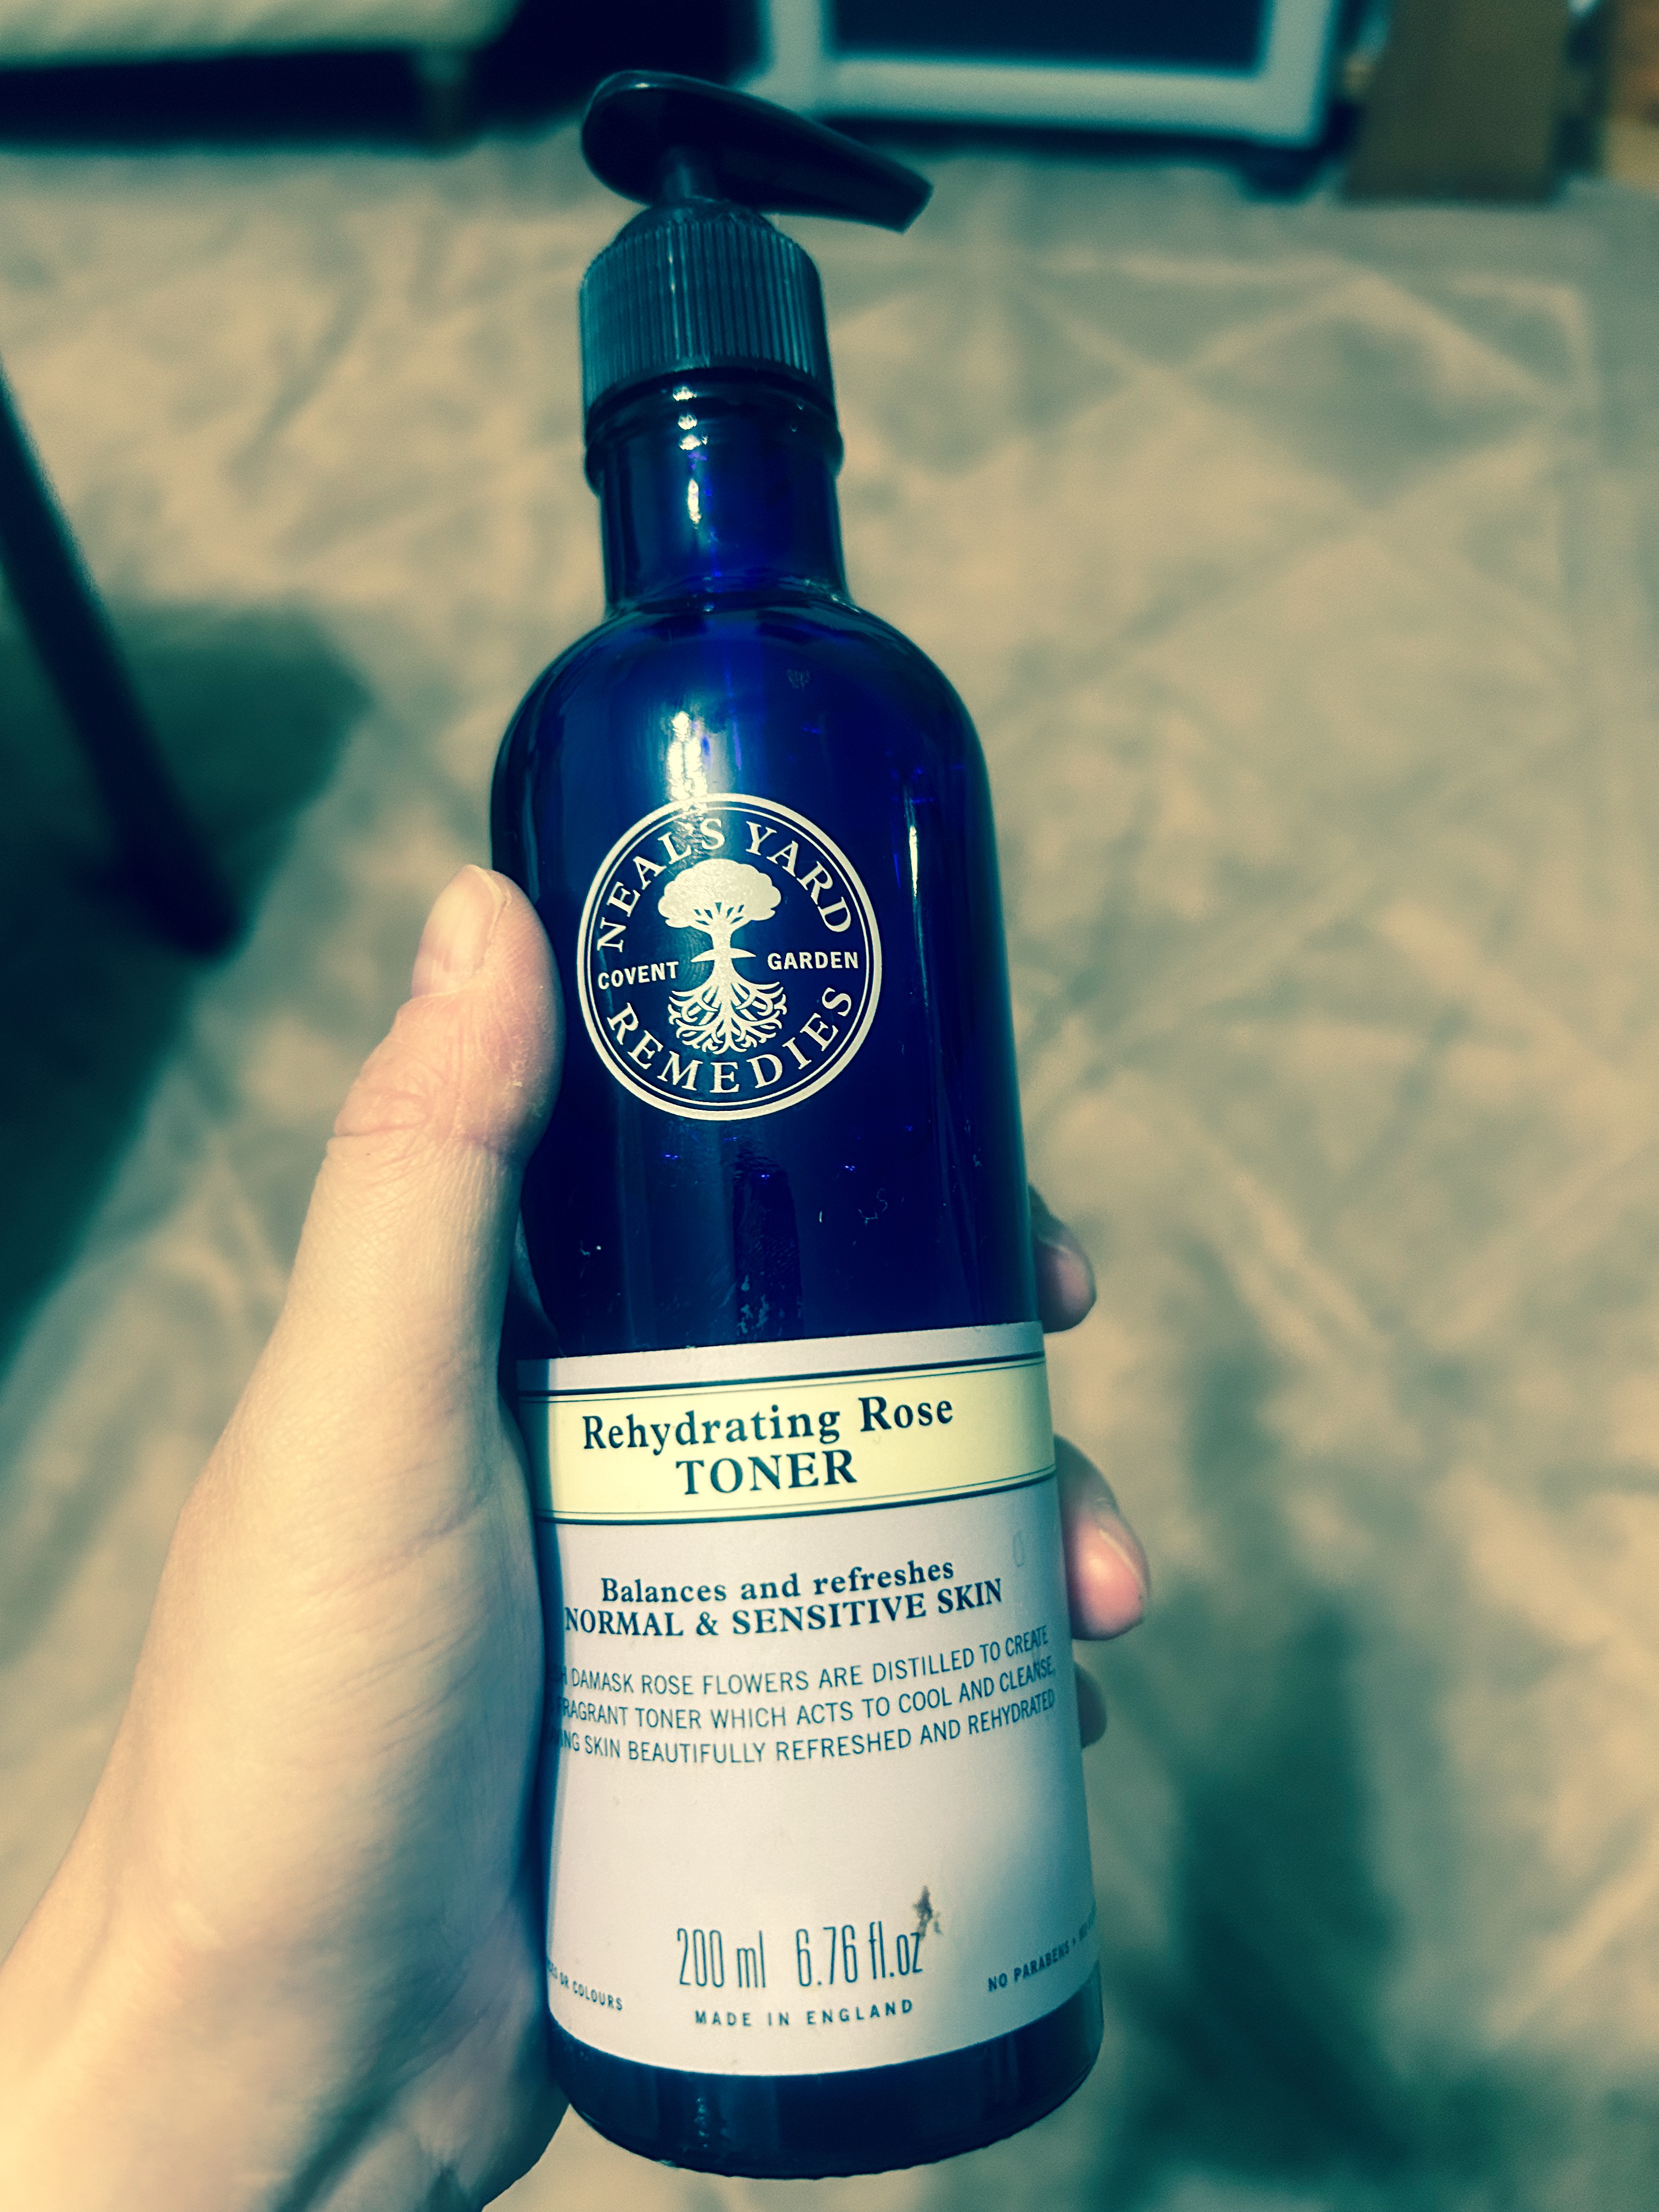 NEAL'S YARD
COVENT GARDEN
REMEDIES
Rehydrating Rose
TONER
Balances and refreshes
NORMAL & SENSITIVE SKIN
DAMASK ROSE FLOWERS ARE DISTILLED TO CREATE
FRAGRANT TONER WHICH ACTS TO COOL AND CLEANSE,
SKIN BEAUTIFULLY REFRESHED AND REHYDRATED
200 ml 6.76 fl.oz
OR COLOURS
MADE IN ENGLAND
NO PARABENS